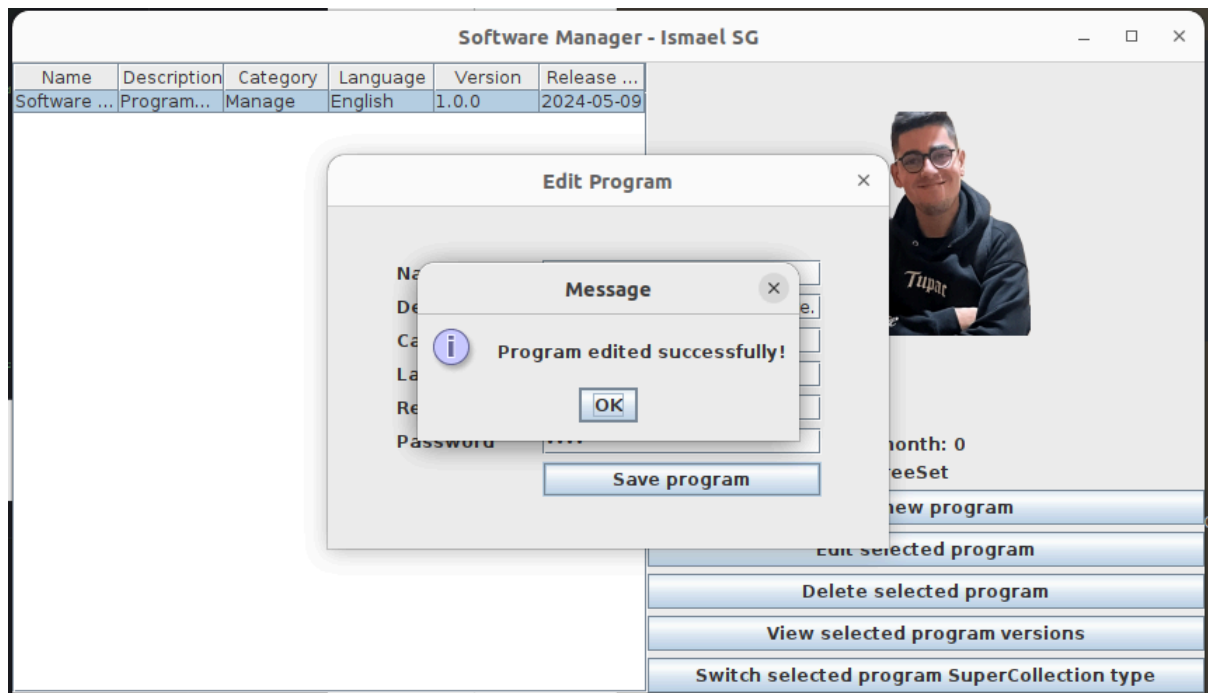 Software Manager - Ismael SG
Name Description Category Language Version Release ...
Software ... Program... Manage English 1.0.0 2024-05-09
Edit Program
Message
Program edited successfully!
OK
e.
Password
Save program
Tupac
onth: 0
eeSet
new program
Edit selected program
Delete selected program
View selected program versions
Switch selected program SuperCollection type